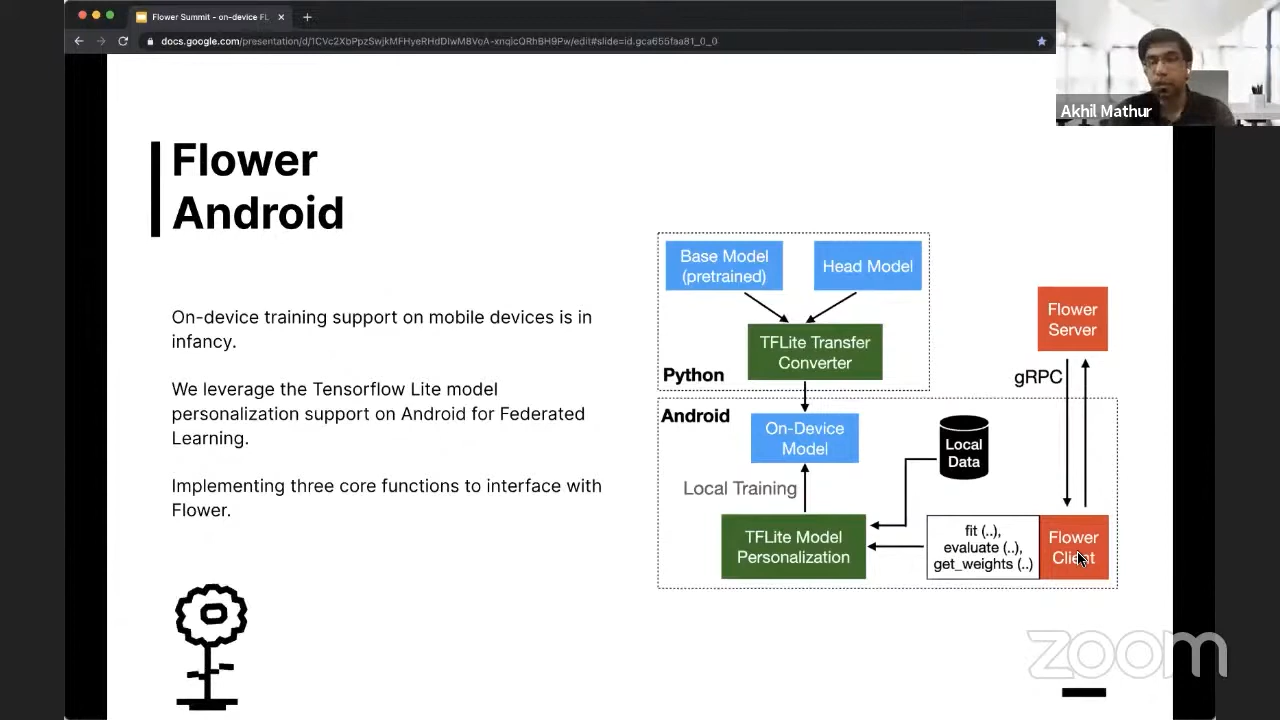 Flower Summit - on-device FL
docs.google.com/presentation/d/1CVc2XbPpzSwjkMFHyeRHdDlwM8VoA-xnqicQRhBH9Pw/edit#slide=id.gca655faa81_0_0
Akhil Mathur
Flower
Android
On-device training support on mobile devices is in
infancy.
We leverage the Tensorflow Lite model
personalization support on Android for Federated
Learning.
Implementing three core functions to interface with
Flower.
Base Model
(pretrained)
Head Model
TFLite Transfer
Converter
Python
Flower
Server
gRPC
Android
On-Device
Model
Local
Data
Local Training
TFLite Model
Personalization
fit (..),
evaluate (..),
get_weights (..)
Flower
Client
zoom